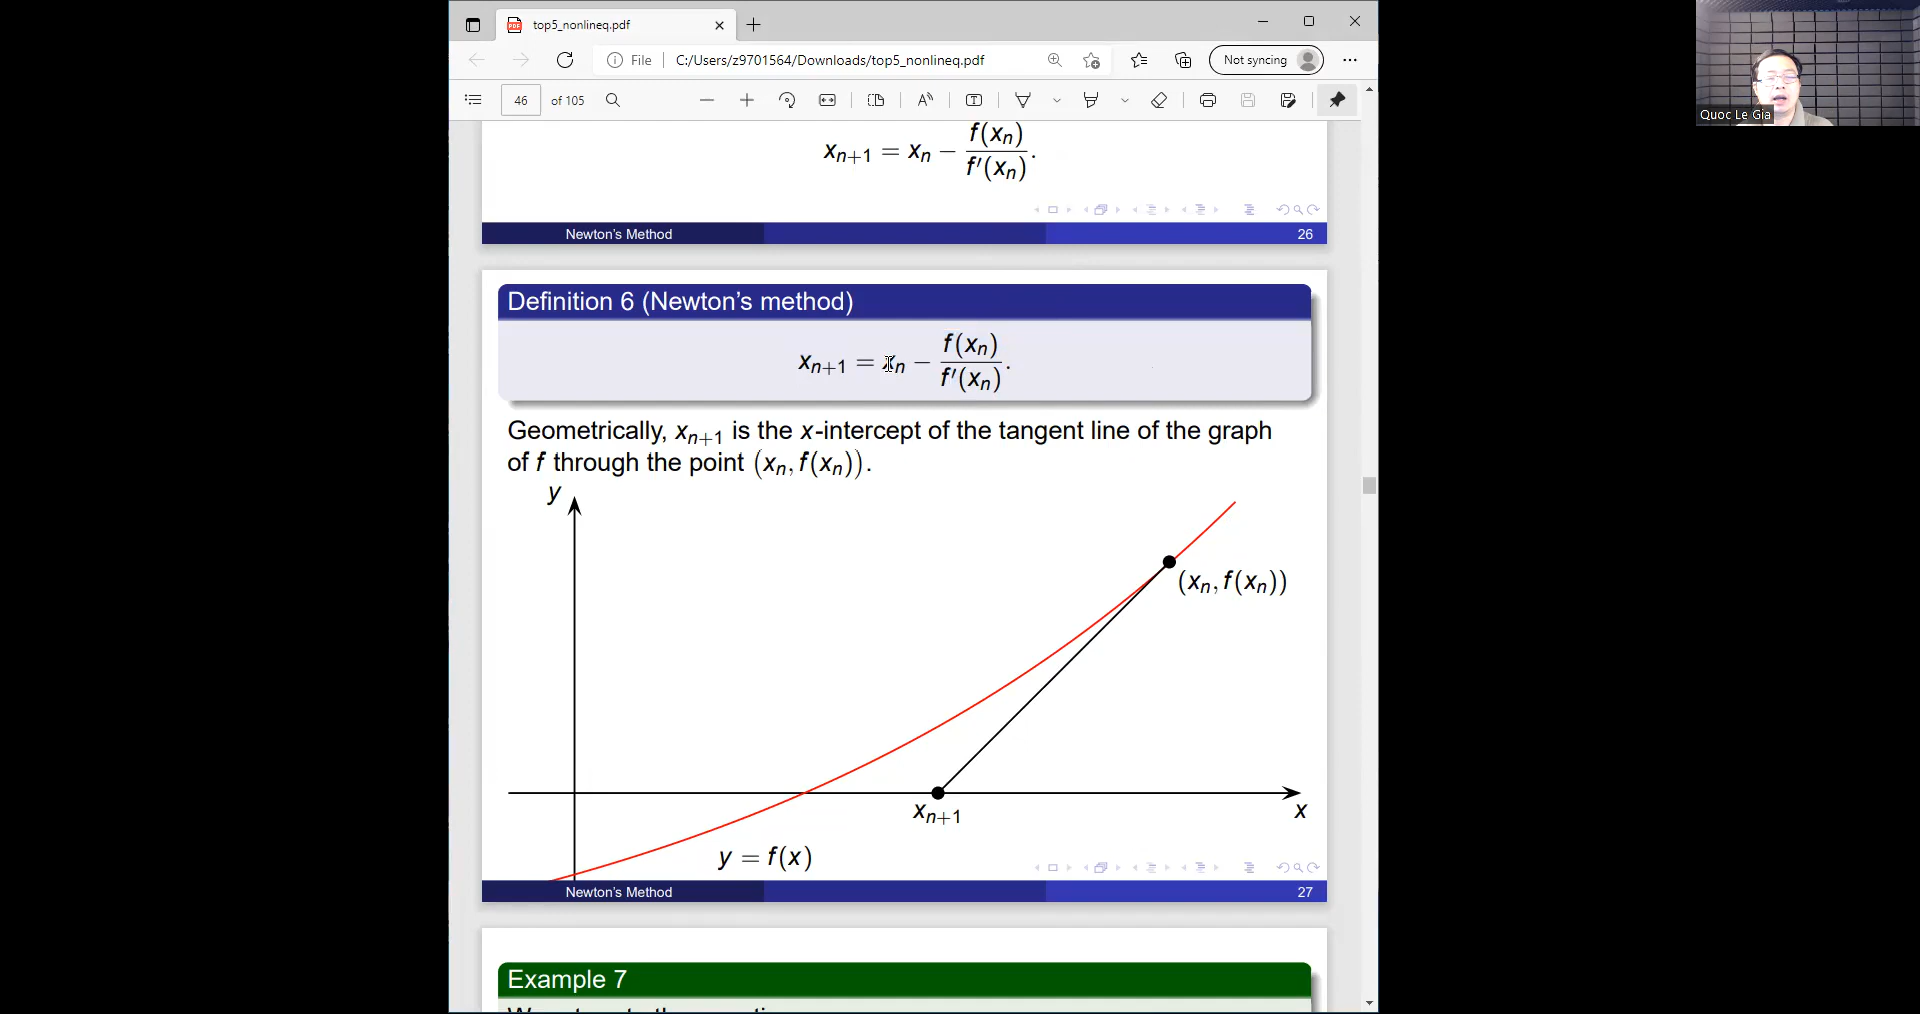 top5_nonlineq.pdf
File C:/Users/z9701564/Downloads/top5_nonlineq.pdf Not syncing
46 of 105
Quoc Le Gia
xₙ₊₁ = xₙ − f(xₙ)/f′(xₙ).
Newton's Method 26
Definition 6 (Newton's method)
xₙ₊₁ = xₙ − f(xₙ)/f′(xₙ).
Geometrically, xₙ₊₁ is the x-intercept of the tangent line of the graph
of f through the point (xₙ, f(xₙ)).
y
(xₙ, f(xₙ))
xₙ₊₁
x
y = f(x)
Newton's Method 27
Example 7